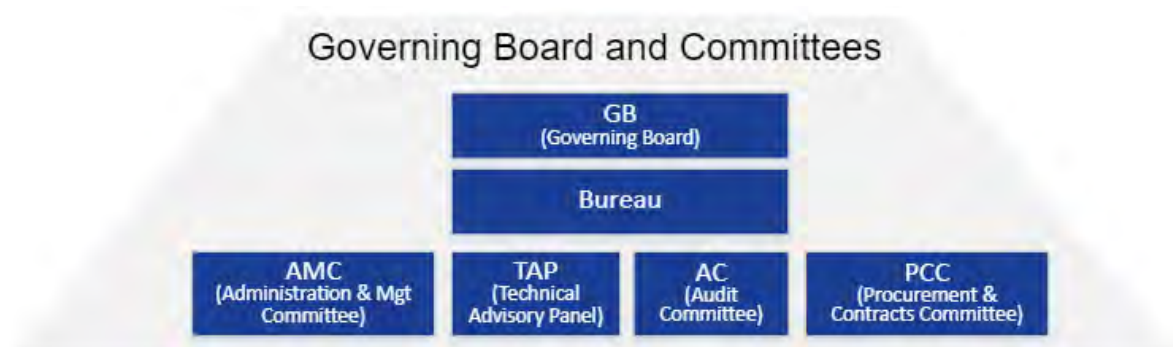 Governing Board and Committees
GB
(Governing Board)
Bureau
AMC
(Administration & Mgt
Committee)
TAP
(Technical
Advisory Panel)
AC
(Audit
Committee)
PCC
(Procurement &
Contracts Committee)